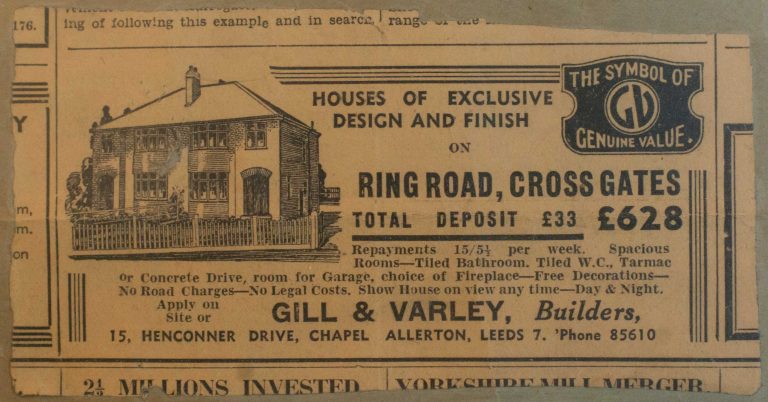 176.
ing of following this example and in search
range of the
THE SYMBOL OF
GV
GENUINE VALUE.
HOUSES OF EXCLUSIVE
DESIGN AND FINISH
ON
RING ROAD, CROSS GATES
TOTAL DEPOSIT £33 £628
Repayments 15/5½ per week. Spacious
Rooms—Tiled Bathroom. Tiled W.C., Tarmac
or Concrete Drive, room for Garage, choice of Fireplace—Free Decorations—
No Road Charges—No Legal Costs. Show House on view any time—Day & Night.
Apply on
Site or
GILL & VARLEY, Builders,
15, HENCONNER DRIVE, CHAPEL ALLERTON, LEEDS 7. 'Phone 85610
Y
m,
m.
on
MILLIONS INVESTED
YORKSHIRE MILL MERGER